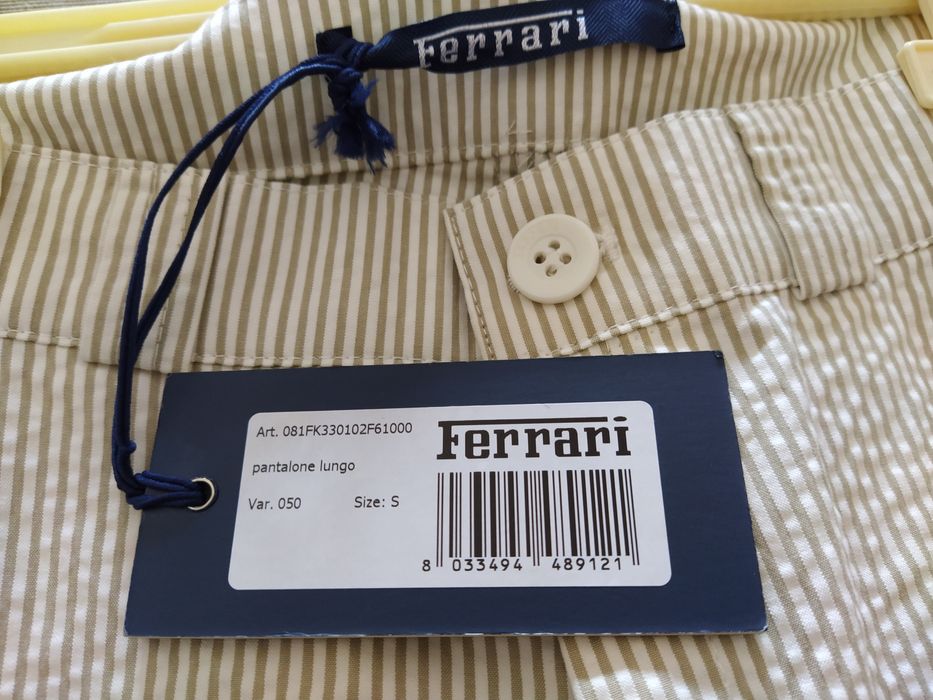 Ferrari
Art. 081FK330102F61000
Ferrari
pantalone lungo
Var. 050 Size: S
8 033494 489121